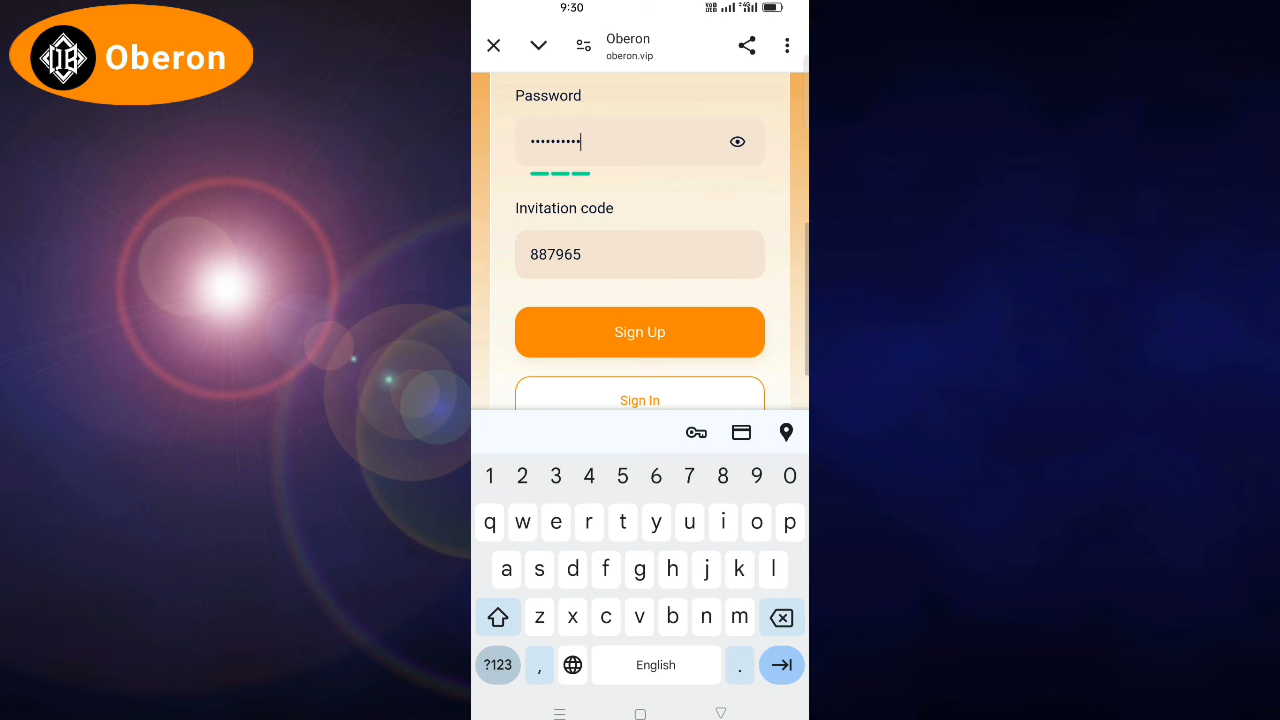 Oberon
9:30
Oberon
oberon.vip
Password
Invitation code
887965
Sign Up
Sign In
1 2 3 4 5 6 7 8 9 0
q w e r t y u i o p
a s d f g h j k l
z x c v b n m
?123 , English .